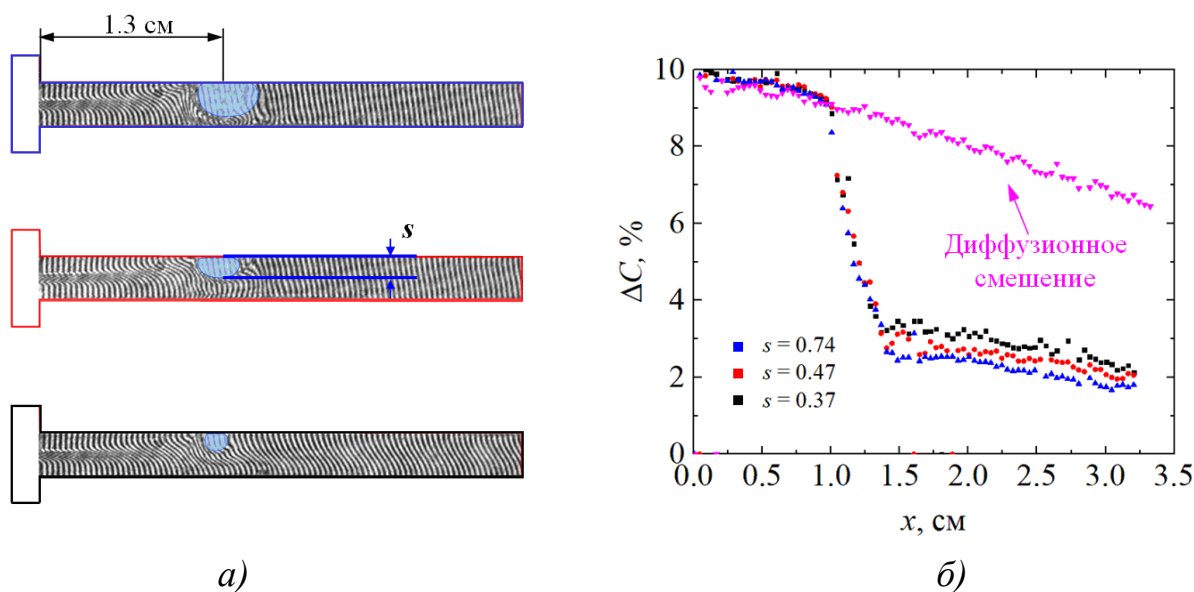 1.3 см
s
а)
10
8
6
4
2
0
ΔC, %
Диффузионное
смешение
s = 0.74
s = 0.47
s = 0.37
0.0 0.5 1.0 1.5 2.0 2.5 3.0 3.5
x, см
б)